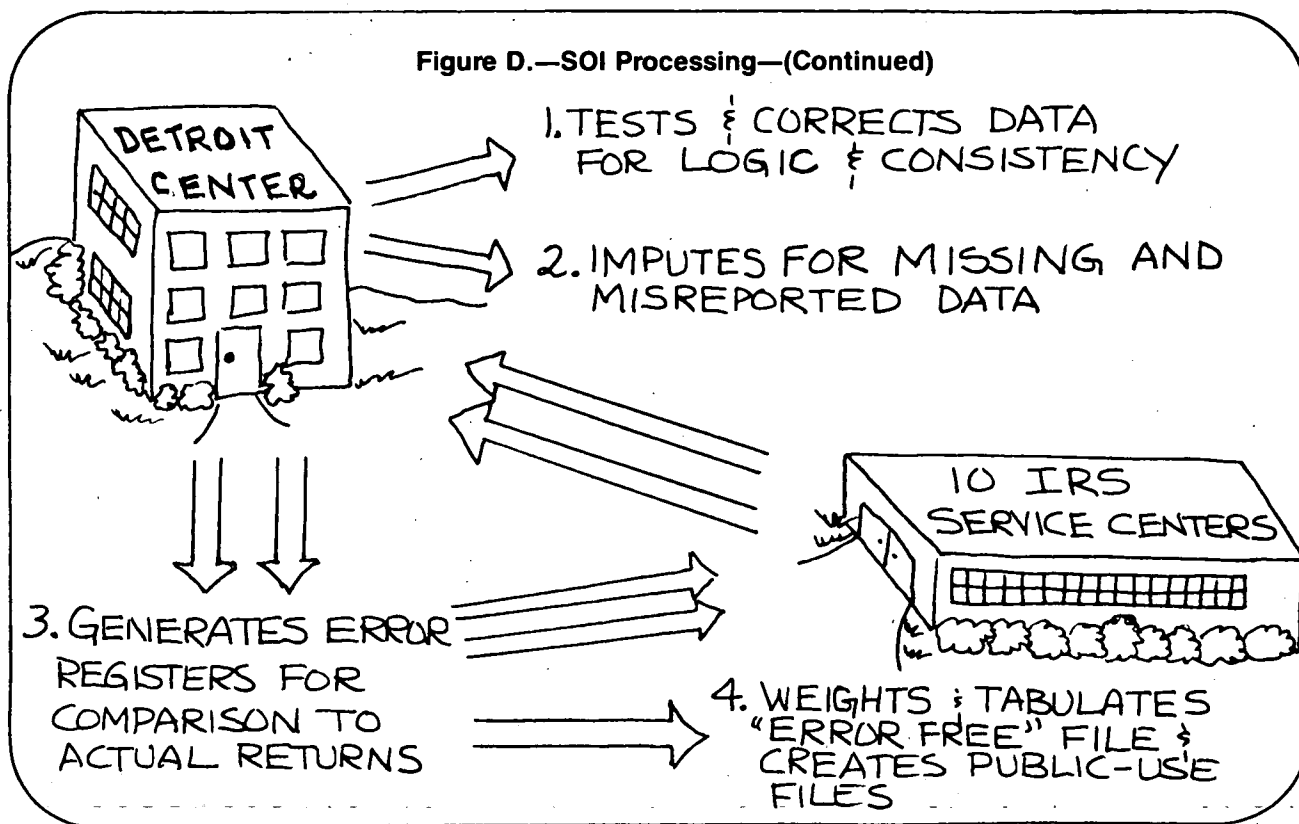 Figure D.—SOI Processing—(Continued)
DETROIT
CENTER
1. TESTS & CORRECTS DATA
FOR LOGIC & CONSISTENCY
2. IMPUTES FOR MISSING AND
MISREPORTED DATA
10 IRS
SERVICE CENTERS
3. GENERATES ERROR
REGISTERS FOR
COMPARISON TO
ACTUAL RETURNS
4. WEIGHTS & TABULATES
"ERROR FREE" FILE &
CREATES PUBLIC-USE
FILES